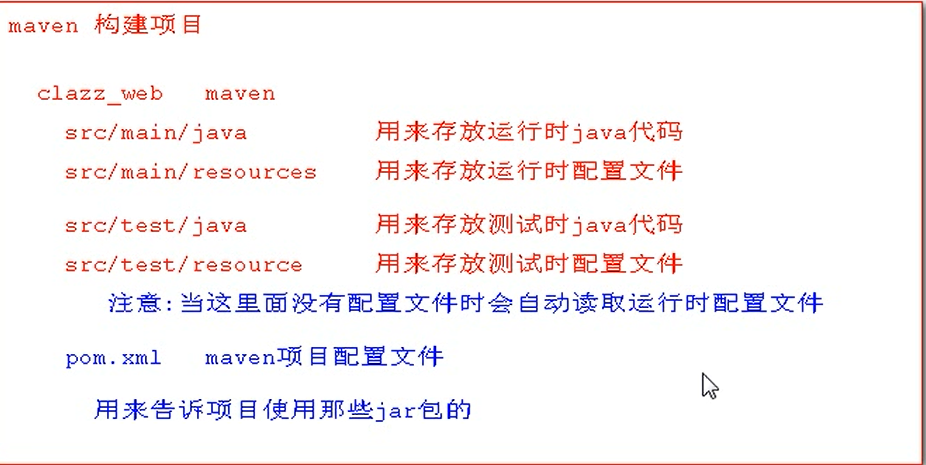 maven 构建项目
clazz_web maven
src/main/java 用来存放运行时java代码
src/main/resources 用来存放运行时配置文件
src/test/java 用来存放测试时java代码
src/test/resource 用来存放测试时配置文件
注意:当这里面没有配置文件时会自动读取运行时配置文件
pom.xml maven项目配置文件
用来告诉项目使用那些jar包的